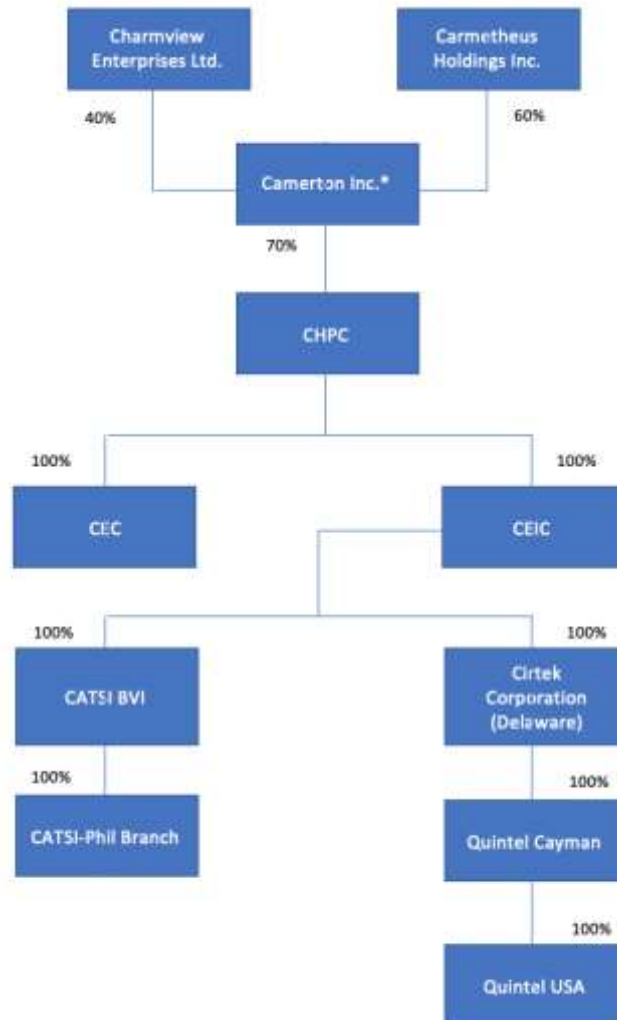 Charmview
Enterprises Ltd.
Carmetheus
Holdings Inc.
40%
60%
Camerton Inc.*
70%
CHPC
100%
100%
CEC
CEIC
100%
100%
CATSI BVI
Cirtek
Corporation
(Delaware)
100%
100%
CATSI-Phil Branch
Quintel Cayman
100%
Quintel USA